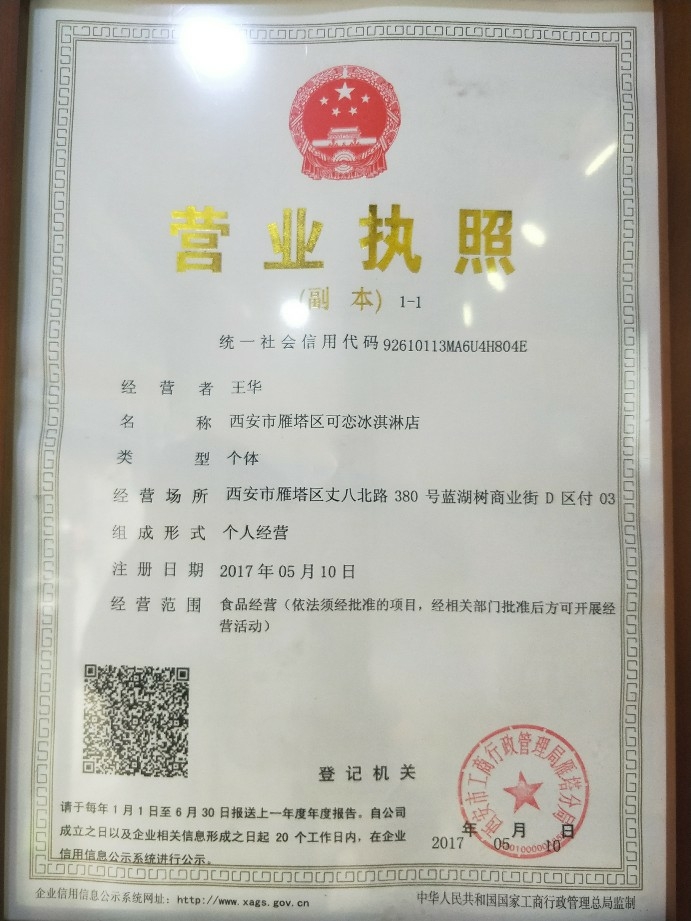 营业执照
(副 本) 1-1
统一社会信用代码 92610113MA6U4H804E
经营者 王华
名称 西安市雁塔区可恋冰淇淋店
类型 个体
经营场所 西安市雁塔区丈八北路 380 号蓝湖树商业街 D 区付 03
组成形式 个人经营
注册日期 2017 年 05 月 10 日
经营范围 食品经营（依法须经批准的项目，经相关部门批准后方可开展经
营活动）
登记机关
西安市工商行政管理局雁塔分局
2017 年 05 月 10 日
请于每年 1 月 1 日至 6 月 30 日报送上一年度年度报告。自公司
成立之日以及企业相关信息形成之日起 20 个工作日内，在企业
信用信息公示系统进行公示。
企业信用信息公示系统网址：http://www.xags.gov.cn
中华人民共和国国家工商行政管理总局监制